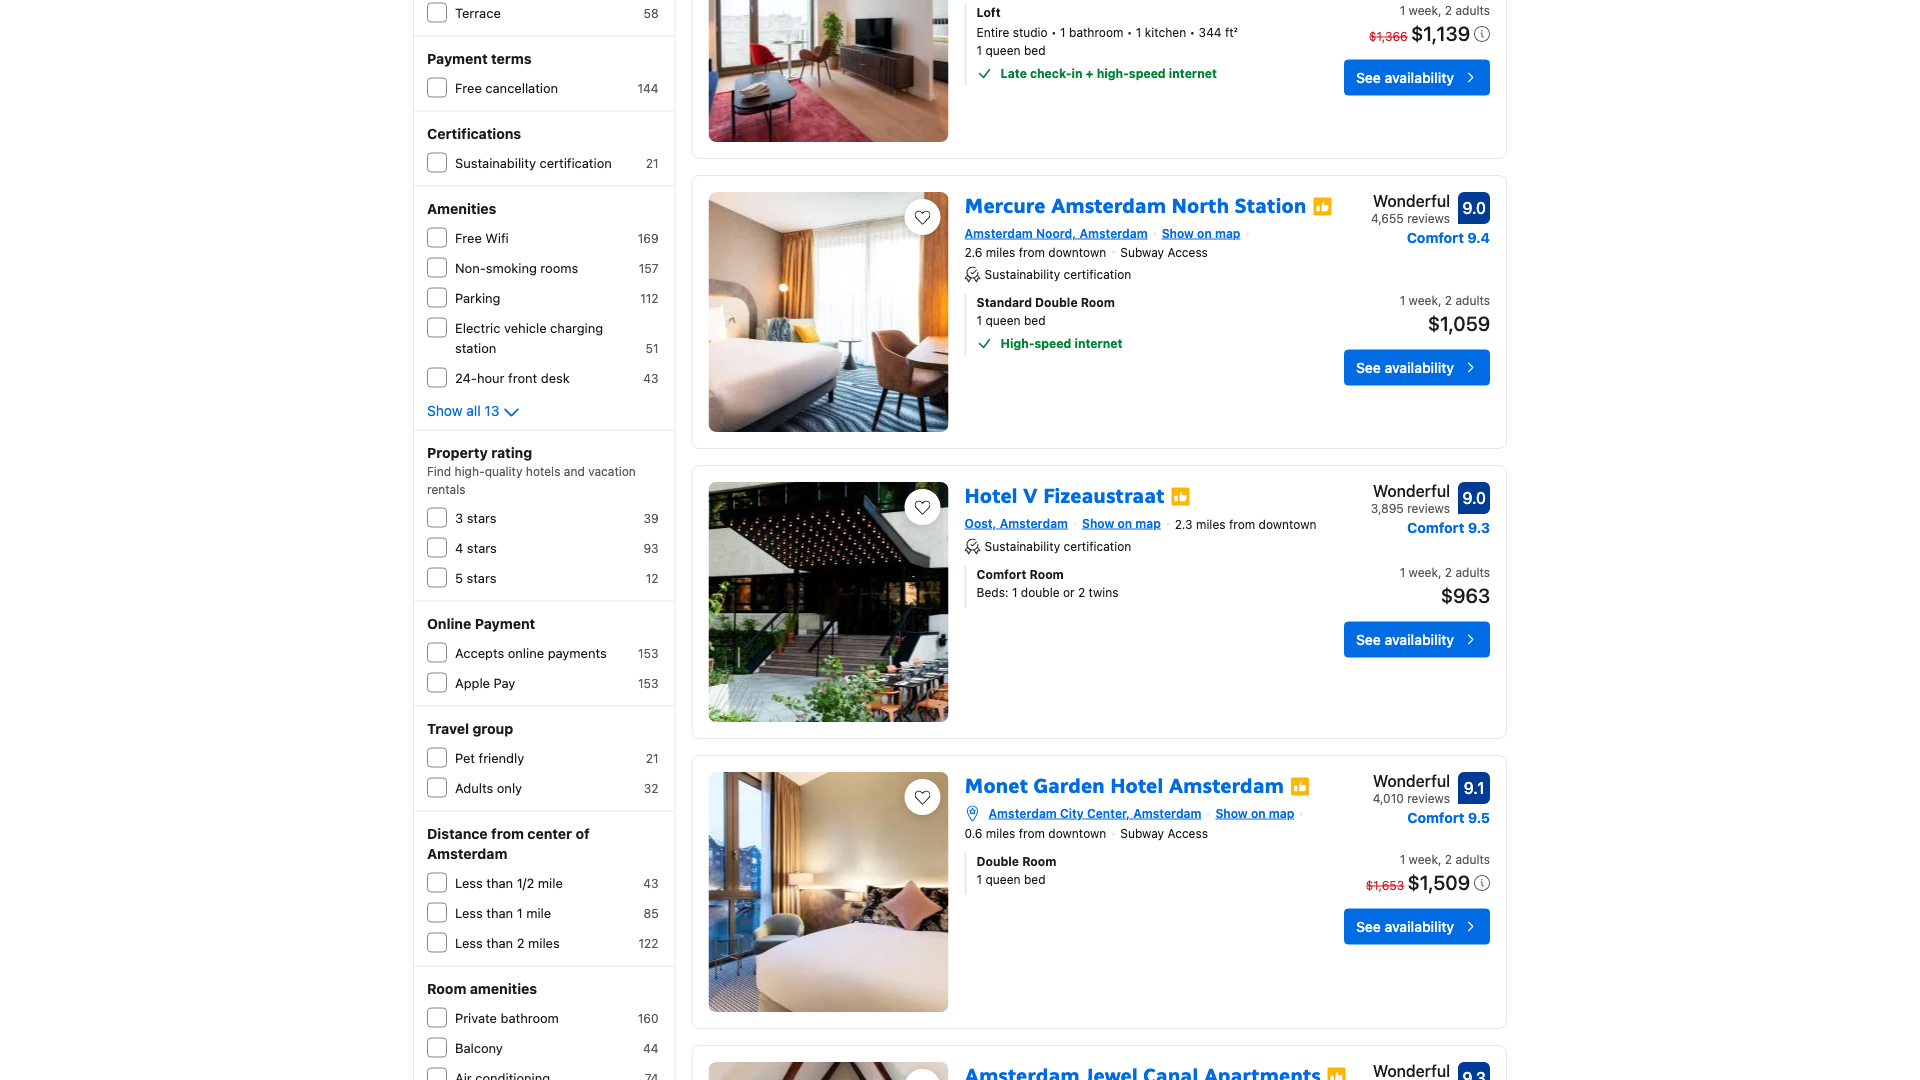 Terrace 58
Payment terms
Free cancellation 144
Certifications
Sustainability certification 21
Amenities
Free Wifi 169
Non-smoking rooms 157
Parking 112
Electric vehicle charging
station 51
24-hour front desk 43
Show all 13
Property rating
Find high-quality hotels and vacation
rentals
3 stars 39
4 stars 93
5 stars 12
Online Payment
Accepts online payments 153
Apple Pay 153
Travel group
Pet friendly 21
Adults only 32
Distance from center of
Amsterdam
Less than 1/2 mile 43
Less than 1 mile 85
Less than 2 miles 122
Room amenities
Private bathroom 160
Balcony 44
Air conditioning 74
Loft
Entire studio • 1 bathroom • 1 kitchen • 344 ft²
1 queen bed
Late check-in + high-speed internet
1 week, 2 adults
$1,366 $1,139
See availability
Mercure Amsterdam North Station
Amsterdam Noord, Amsterdam Show on map
2.6 miles from downtown Subway Access
Sustainability certification
Standard Double Room
1 queen bed
High-speed internet
Wonderful 9.0
4,655 reviews
Comfort 9.4
1 week, 2 adults
$1,059
See availability
Hotel V Fizeaustraat
Oost, Amsterdam Show on map 2.3 miles from downtown
Sustainability certification
Comfort Room
Beds: 1 double or 2 twins
Wonderful 9.0
3,895 reviews
Comfort 9.3
1 week, 2 adults
$963
See availability
Monet Garden Hotel Amsterdam
Amsterdam City Center, Amsterdam Show on map
0.6 miles from downtown Subway Access
Double Room
1 queen bed
Wonderful 9.1
4,010 reviews
Comfort 9.5
1 week, 2 adults
$1,653 $1,509
See availability
Amsterdam Jewel Canal Apartments
Wonderful 9.3